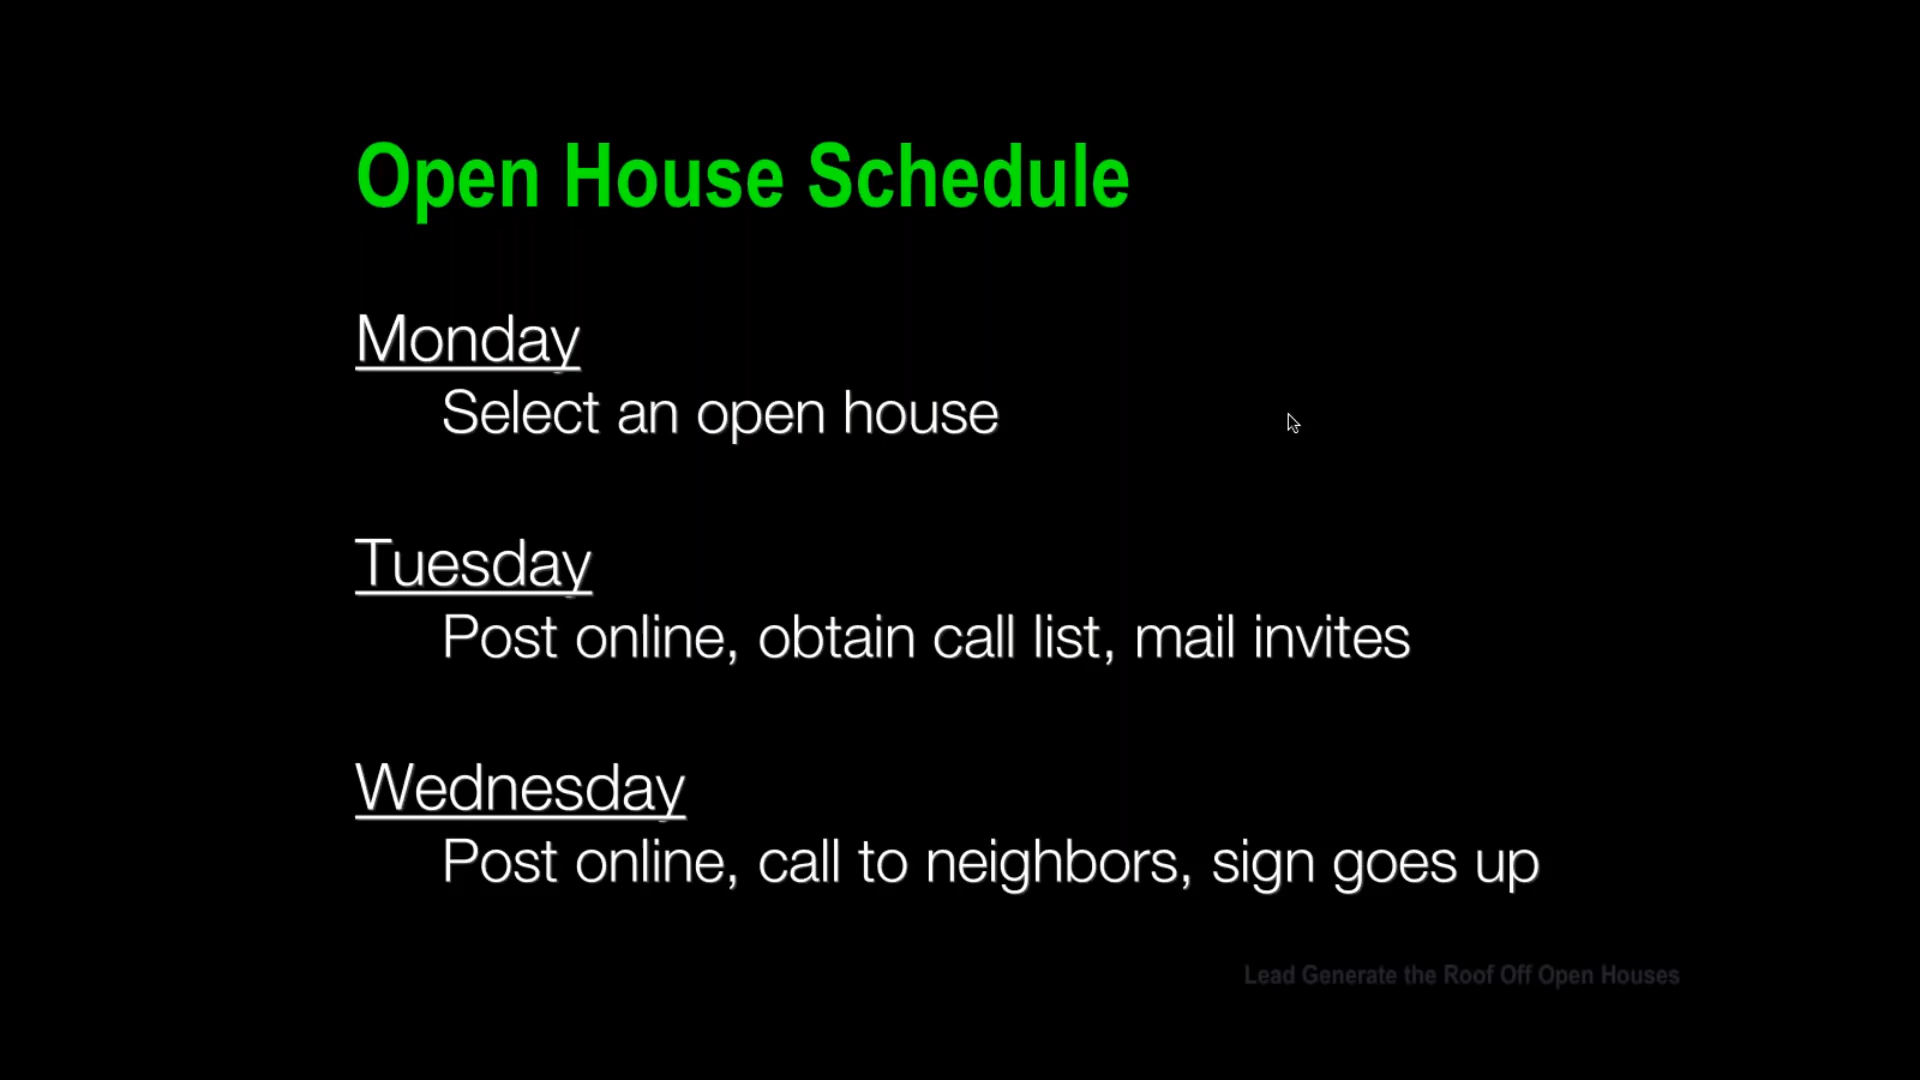 Open House Schedule
Monday
Select an open house
Tuesday
Post online, obtain call list, mail invites
Wednesday
Post online, call to neighbors, sign goes up
Lead Generate the Roof Off Open Houses